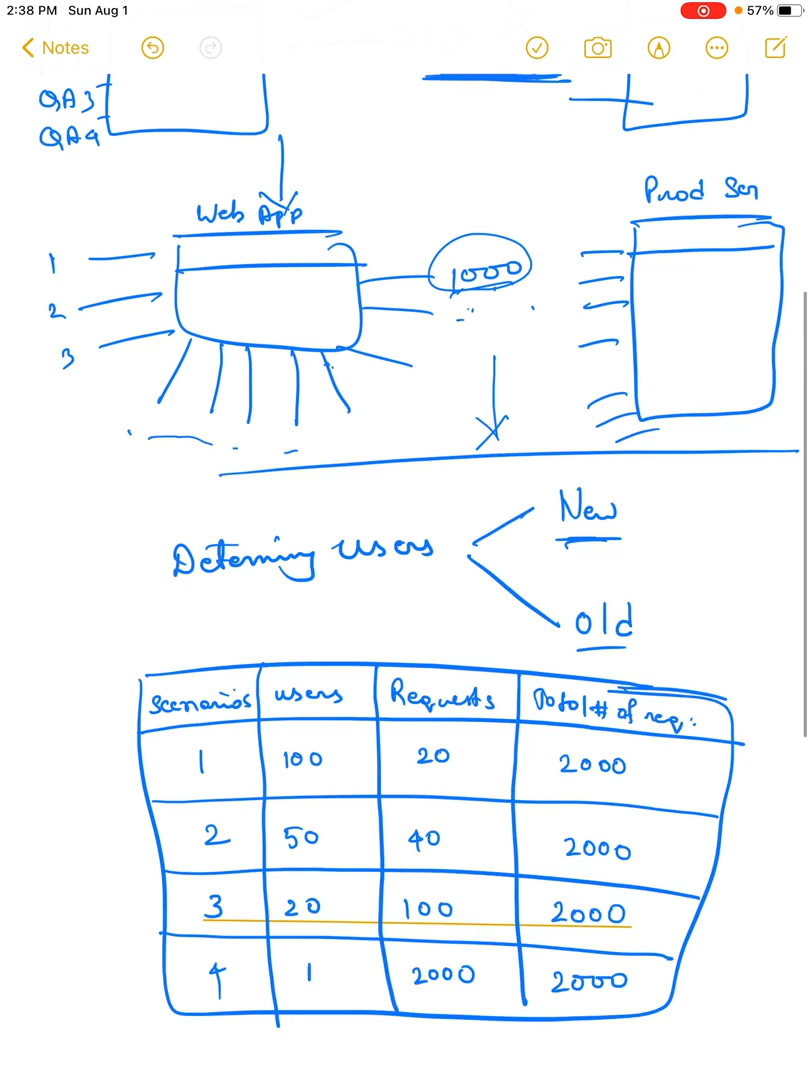 2:38 PM Sun Aug 1
57%
Notes
QA3
QA4
Web App
Prod Ser
1
2
3
1000
Determing users
New
old
Scenarios users Requests Total # of req:
1 100 20 2000
2 50 40 2000
3 20 100 2000
4 1 2000 2000